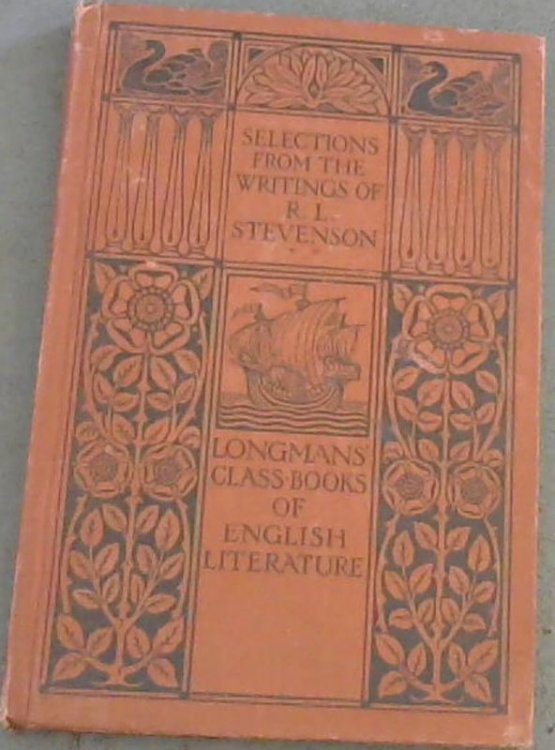 SELECTIONS
FROM THE
WRITINGS OF
R. L.
STEVENSON
LONGMANS'
CLASS-BOOKS
OF
ENGLISH
LITERATURE